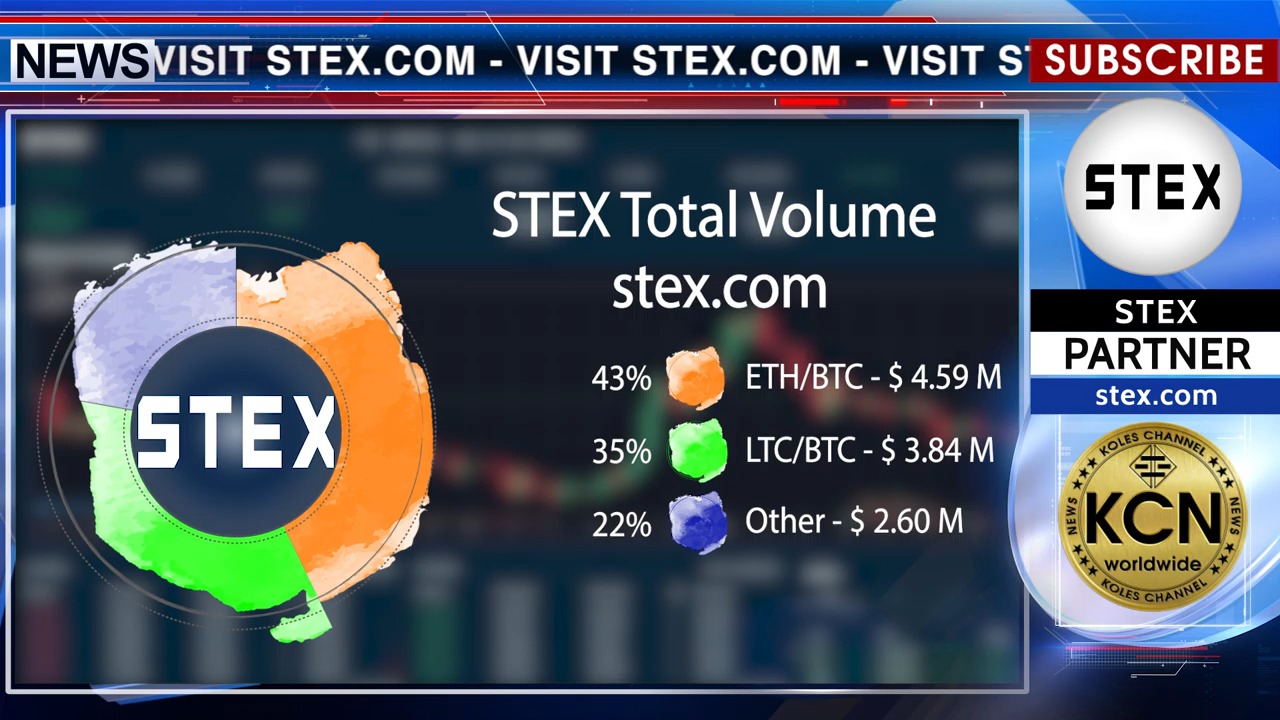 NEWS
VISIT STEX.COM - VISIT STEX.COM - VISIT S
SUBSCRIBE
STEX Total Volume
stex.com
43% ETH/BTC - $ 4.59 M
35% LTC/BTC - $ 3.84 M
22% Other - $ 2.60 M
STEX
STEX
STEX
PARTNER
stex.com
KOLES CHANNEL
NEWS
KCN
NEWS
worldwide
KOLES CHANNEL